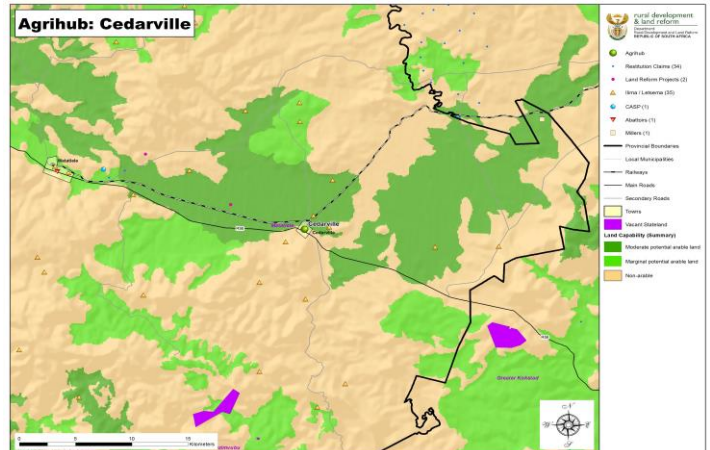 Agrihub: Cedarville
rural development
& land reform
Department:
Rural Development and Land Reform
REPUBLIC OF SOUTH AFRICA
Agrihub
Restitution Claims (34)
Land Reform Projects (2)
Ilima / Letsema (35)
CASP (1)
Abattoirs (1)
Millers (1)
Provincial Boundaries
Local Municipalities
Railways
Main Roads
Secondary Roads
Towns
Vacant Stateland
Land Capability (Summary)
Moderate potential arable land
Marginal potential arable land
Non-arable
Matatiele
Cedarville
Cedarville
Matatiele
Greater Kokstad
0
5
10
15
Kilometers